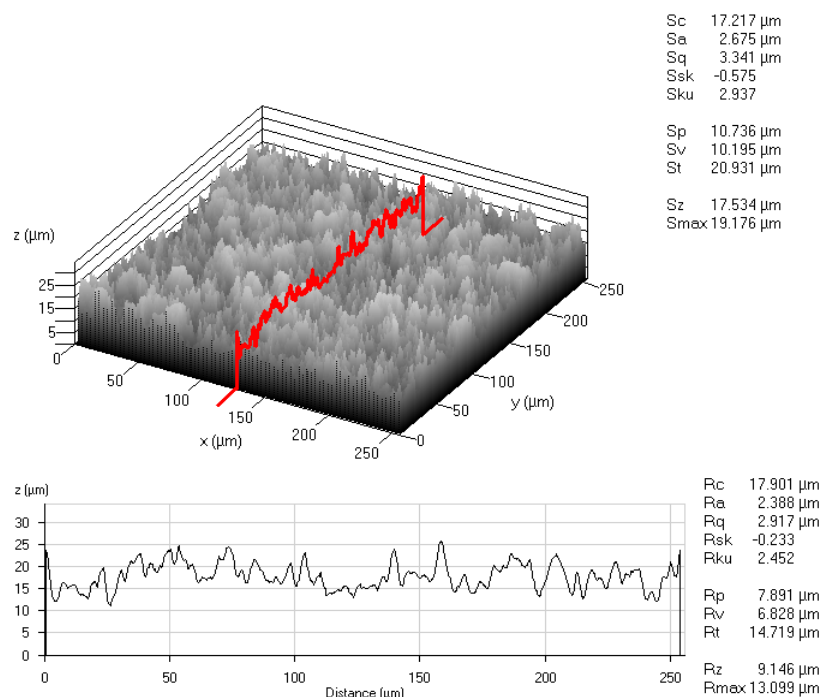 Sc 17.217 µm
Sa 2.675 µm
Sq 3.341 µm
Ssk -0.575
Sku 2.937
Sp 10.736 µm
Sv 10.195 µm
St 20.931 µm
Sz 17.534 µm
Smax 19.176 µm
z (µm)
25
15
5
0
50
100
150
200
250
x (µm)
0
50
100
150
200
250
y (µm)
z (µm)
30
25
20
15
10
5
0
0 50 100 150 200 250
Distance (µm)
Rc 17.901 µm
Ra 2.388 µm
Rq 2.917 µm
Rsk -0.233
Rku 2.452
Rp 7.891 µm
Rv 6.828 µm
Rt 14.719 µm
Rz 9.146 µm
Rmax 13.099 µm